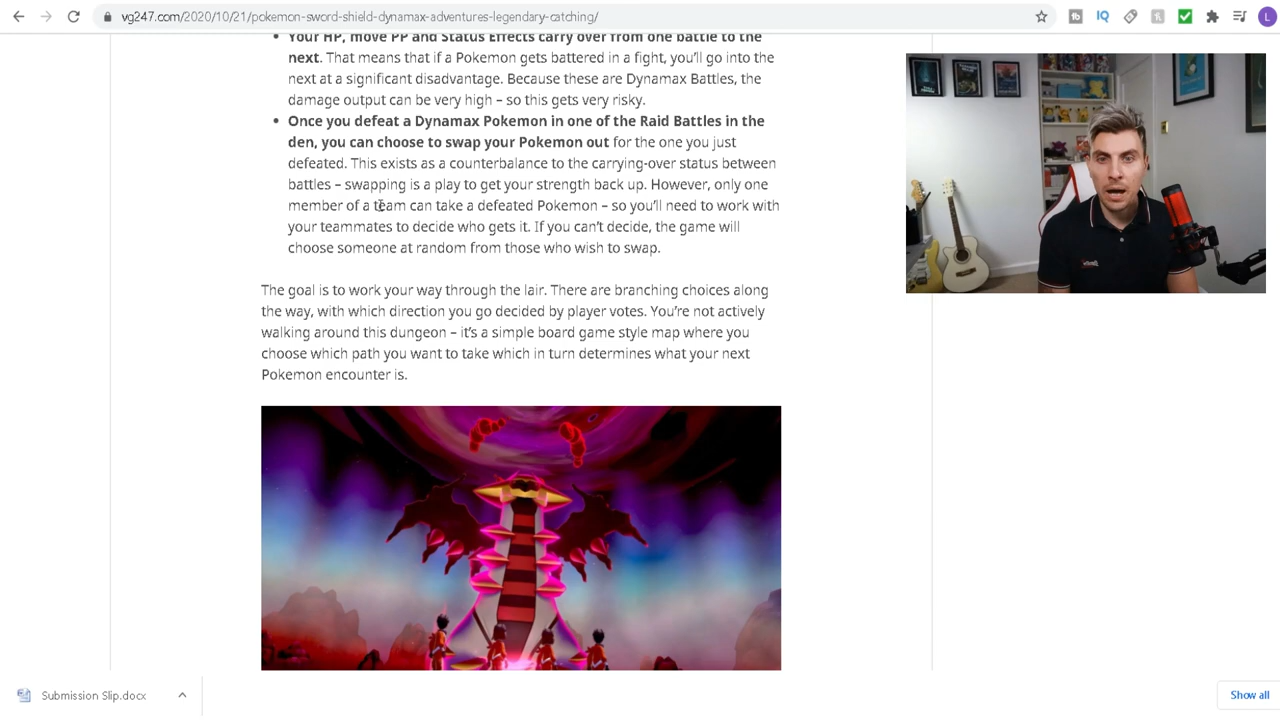 vg247.com/2020/10/21/pokemon-sword-shield-dynamax-adventures-legendary-catching/
Your HP, move PP and Status Effects carry over from one battle to the
next. That means that if a Pokemon gets battered in a fight, you'll go into the
next at a significant disadvantage. Because these are Dynamax Battles, the
damage output can be very high – so this gets very risky.
Once you defeat a Dynamax Pokemon in one of the Raid Battles in the
den, you can choose to swap your Pokemon out for the one you just
defeated. This exists as a counterbalance to the carrying-over status between
battles – swapping is a play to get your strength back up. However, only one
member of a team can take a defeated Pokemon – so you'll need to work with
your teammates to decide who gets it. If you can't decide, the game will
choose someone at random from those who wish to swap.
The goal is to work your way through the lair. There are branching choices along
the way, with which direction you go decided by player votes. You're not actively
walking around this dungeon – it's a simple board game style map where you
choose which path you want to take which in turn determines what your next
Pokemon encounter is.
Submission Slip.docx
Show all